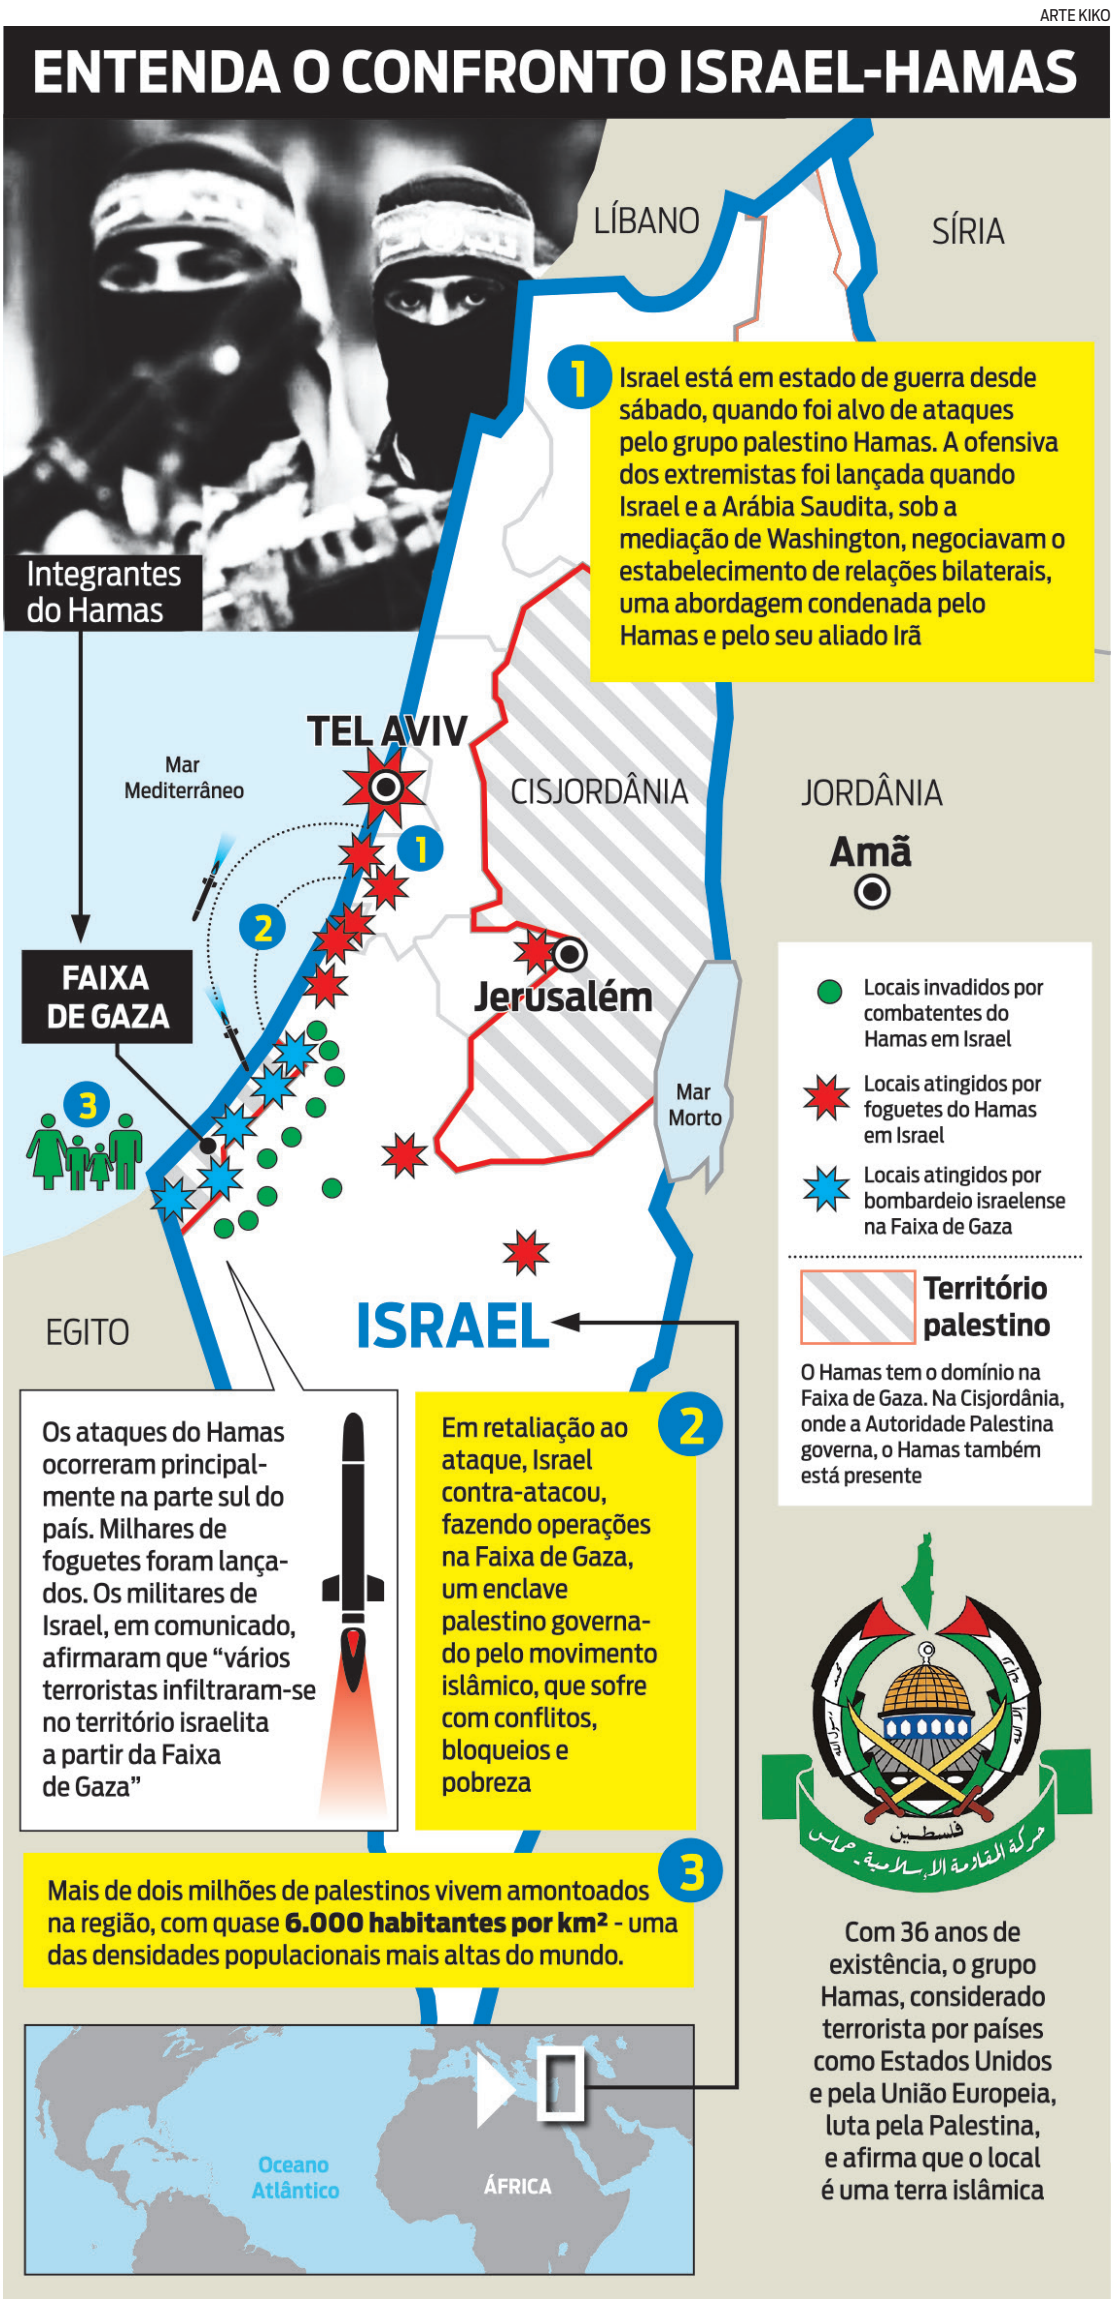 ARTE KIKO
ENTENDA O CONFRONTO ISRAEL-HAMAS
LÍBANO
SÍRIA
1
Israel está em estado de guerra desde
sábado, quando foi alvo de ataques
pelo grupo palestino Hamas. A ofensiva
dos extremistas foi lançada quando
Israel e a Arábia Saudita, sob a
mediação de Washington, negociavam o
estabelecimento de relações bilaterais,
uma abordagem condenada pelo
Hamas e pelo seu aliado Irã
Integrantes
do Hamas
TEL AVIV
Mar
Mediterrâneo
CISJORDÂNIA
JORDÂNIA
Amã
1
2
FAIXA
DE GAZA
Jerusalém
3
Mar
Morto
Locais invadidos por
combatentes do
Hamas em Israel
Locais atingidos por
foguetes do Hamas
em Israel
Locais atingidos por
bombardeio israelense
na Faixa de Gaza
Território
palestino
O Hamas tem o domínio na
Faixa de Gaza. Na Cisjordânia,
onde a Autoridade Palestina
governa, o Hamas também
está presente
EGITO
ISRAEL
Os ataques do Hamas
ocorreram principal-
mente na parte sul do
país. Milhares de
foguetes foram lança-
dos. Os militares de
Israel, em comunicado,
afirmaram que “vários
terroristas infiltraram-se
no território israelita
a partir da Faixa
de Gaza”
2
Em retaliação ao
ataque, Israel
contra-atacou,
fazendo operações
na Faixa de Gaza,
um enclave
palestino governa-
do pelo movimento
islâmico, que sofre
com conflitos,
bloqueios e
pobreza
فلسطين
حركة المقاومة الإسلامية - حماس
3
Mais de dois milhões de palestinos vivem amontoados
na região, com quase 6.000 habitantes por km² - uma
das densidades populacionais mais altas do mundo.
Com 36 anos de
existência, o grupo
Hamas, considerado
terrorista por países
como Estados Unidos
e pela União Europeia,
luta pela Palestina,
e afirma que o local
é uma terra islâmica
Oceano
Atlântico
ÁFRICA